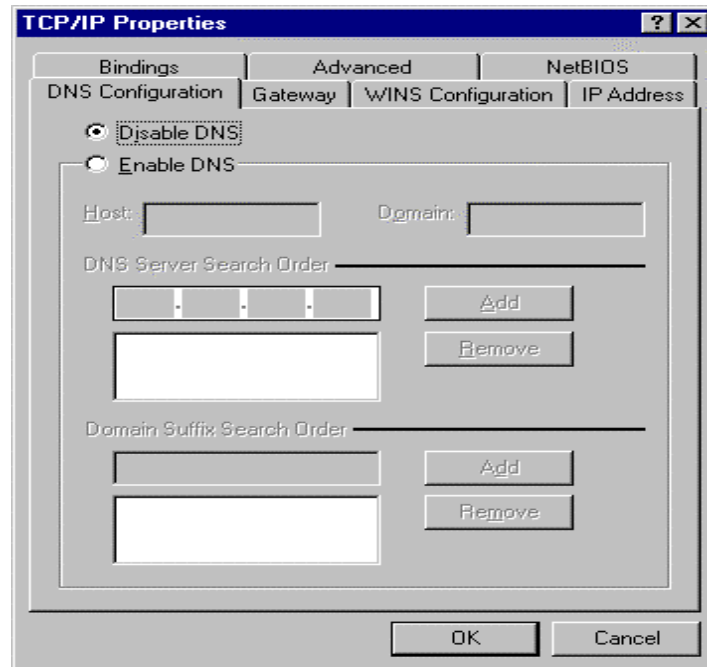 TCP/IP Properties
Bindings Advanced NetBIOS
DNS Configuration Gateway WINS Configuration IP Address
Disable DNS
Enable DNS
Host: Domain:
DNS Server Search Order
Add
Remove
Domain Suffix Search Order
Add
Remove
OK Cancel